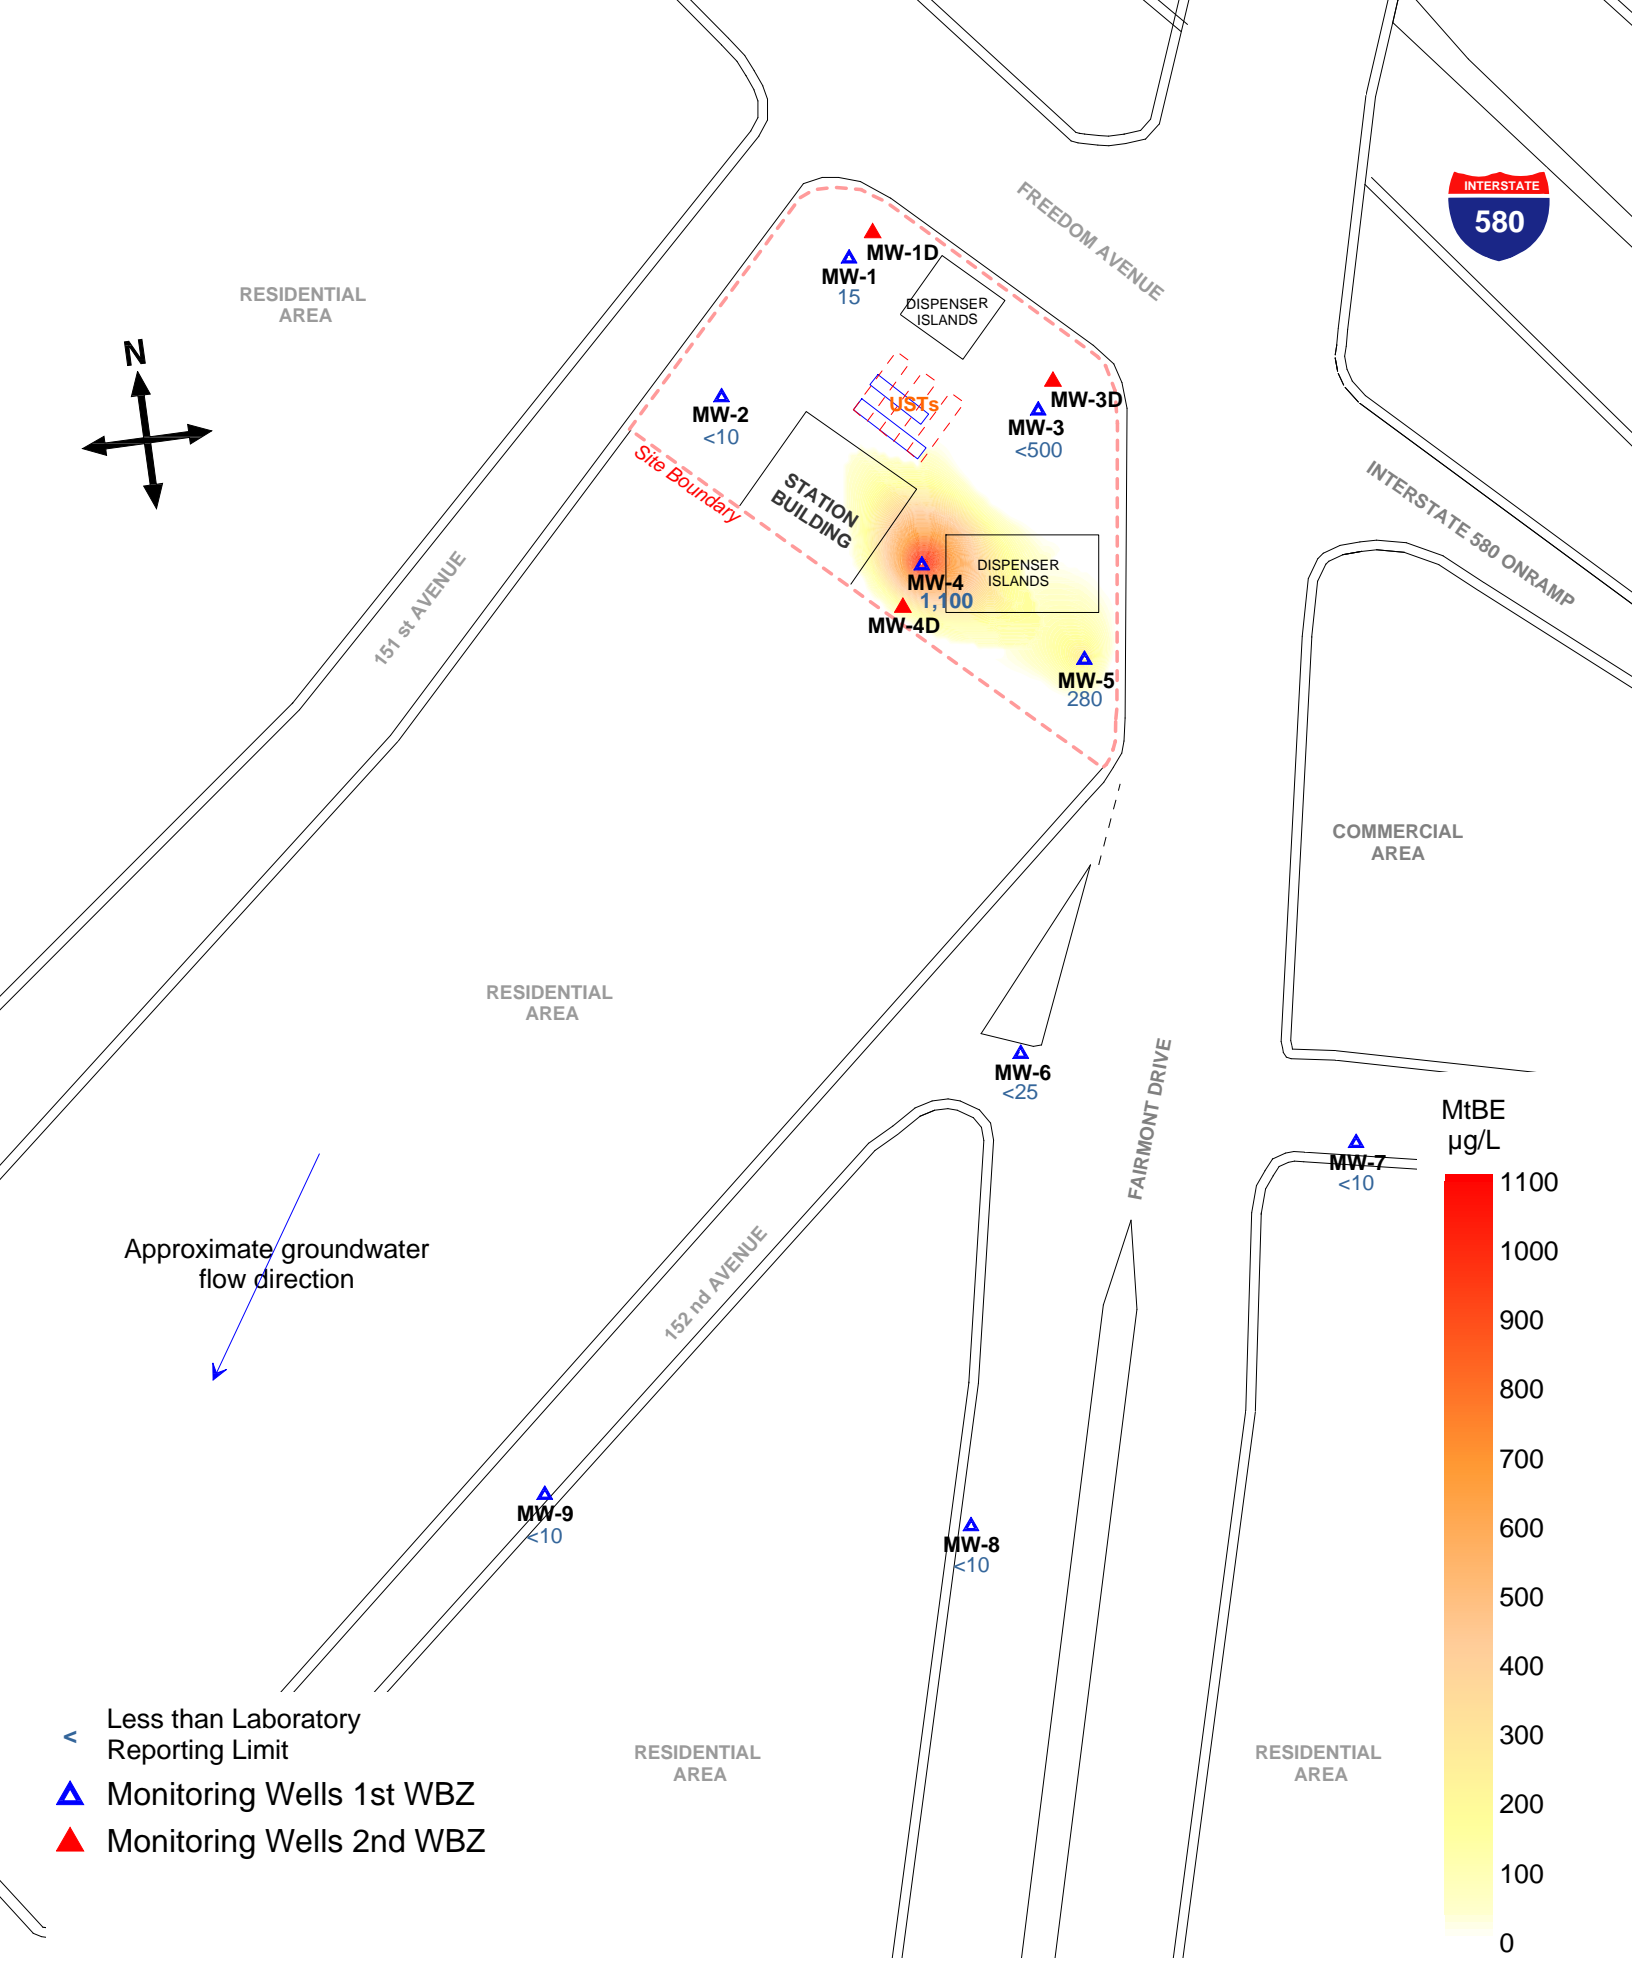 INTERSTATE
580
FREEDOM AVENUE
MW-1D
MW-1
15
DISPENSER
ISLANDS
RESIDENTIAL
AREA
N
USTs
MW-3D
MW-3
<500
MW-2
<10
Site Boundary
STATION
BUILDING
INTERSTATE 580 ONRAMP
DISPENSER
ISLANDS
MW-4
1,100
MW-4D
151 st AVENUE
MW-5
280
COMMERCIAL
AREA
RESIDENTIAL
AREA
MW-6
<25
FAIRMONT DRIVE
MW-7
<10
Approximate groundwater
flow direction
152 nd AVENUE
MW-9
<10
MW-8
<10
MtBE
µg/L
1100
1000
900
800
700
600
500
400
300
200
100
0
<
Less than Laboratory
Reporting Limit
Monitoring Wells 1st WBZ
Monitoring Wells 2nd WBZ
RESIDENTIAL
AREA
RESIDENTIAL
AREA